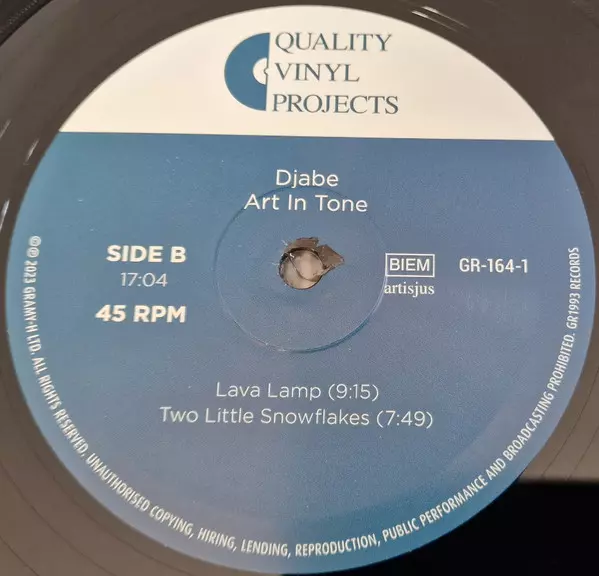 QUALITY
VINYL
PROJECTS
Djabe
Art In Tone
SIDE B
17:04
45 RPM
BIEM
artisjus
GR-164-1
Lava Lamp (9:15)
Two Little Snowflakes (7:49)
℗© 2023 GRAMY-H LTD. ALL RIGHTS RESERVED, UNAUTHORISED COPYING, HIRING, LENDING, REPRODUCTION, PUBLIC PERFORMANCE AND BROADCASTING PROHIBITED. GR1993 RECORDS